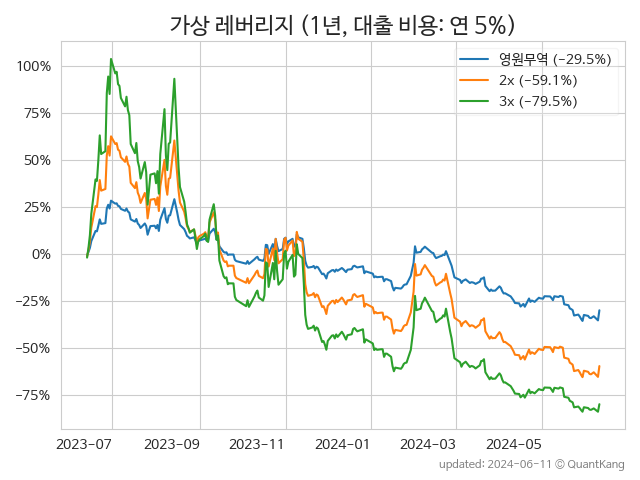 가상 레버리지 (1년, 대출 비용: 연 5%)
영원무역 (−29.5%)
2x (−59.1%)
3x (−79.5%)
100%
75%
50%
25%
0%
−25%
−50%
−75%
2023-07 2023-09 2023-11 2024-01 2024-03 2024-05
updated: 2024-06-11 © QuantKang